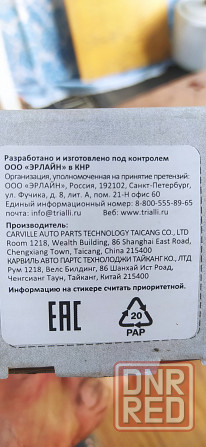 Разработано и изготовлено под контролем
ООО «ЭРЛАЙН» в КНР
Организация, уполномоченная на принятие претензий:
ООО «ЭРЛАЙН», Россия, 192102, Санкт-Петербург,
ул. Фучика, д. 8, лит. А, пом. 21-Н офис 60
Единый информационный номер: 8-800-555-89-65
почта: info@trialli.ru Веб: www.trialli.ru
Производитель:
CARVILLE AUTO PARTS TECHNOLOGY TAICANG CO., LTD
Room 1218, Wealth Building, 86 Shanghai East Road,
Chengxiang Town, Taicang, China 215400
КАРВИЛЬ АВТО ПАРТС ТЕХНОЛОДЖИ ТАЙКАНГ КО., ЛТД
Рум 1218, Велс Билдинг, 86 Шанхай Ист Роад,
Ченгсианг Таун, Тайканг, Китай 215400
Информацию на стикере считать приоритетной.
EAC
20
PAP
DNR
RED